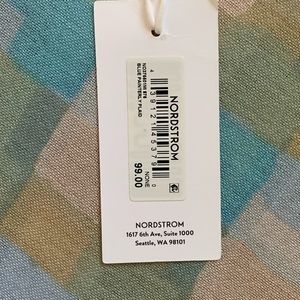 NORDSTROM
BLUE PAINTERLY PLAID
NONE
99.00
NORDSTROM
1617 6th Ave, Suite 1000
Seattle, WA 98101